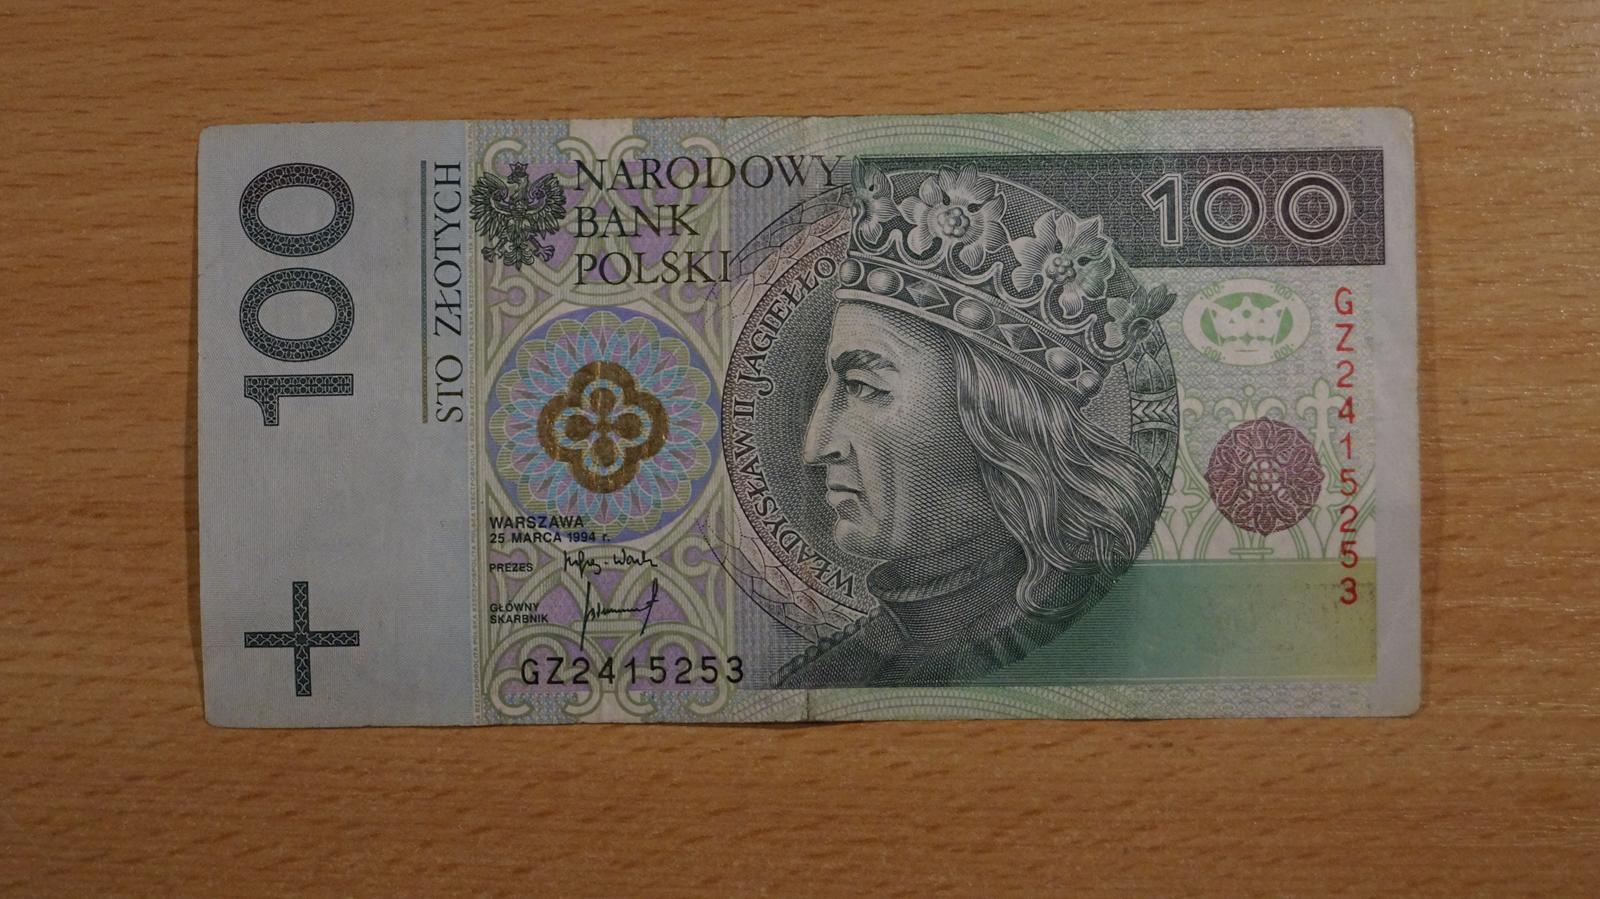 100
STO ZŁOTYCH
NARODOWY
BANK
POLSKI
WŁADYSŁAW II JAGIEŁŁO
100
GZ2415253
WARSZAWA
25 MARCA 1994 r.
PREZES
GŁÓWNY
SKARBNIK
GZ2415253